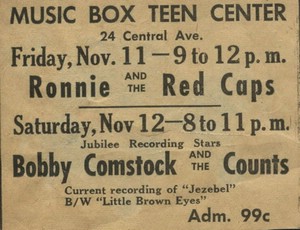 MUSIC BOX TEEN CENTER
24 Central Ave.
Friday, Nov. 11—9 to 12 p. m.
Ronnie AND THE Red Caps
Saturday, Nov 12—8 to 11 p. m.
Jubilee Recording Stars
Bobby Comstock AND THE Counts
Current recording of "Jezebel"
B/W "Little Brown Eyes"
Adm. 99c